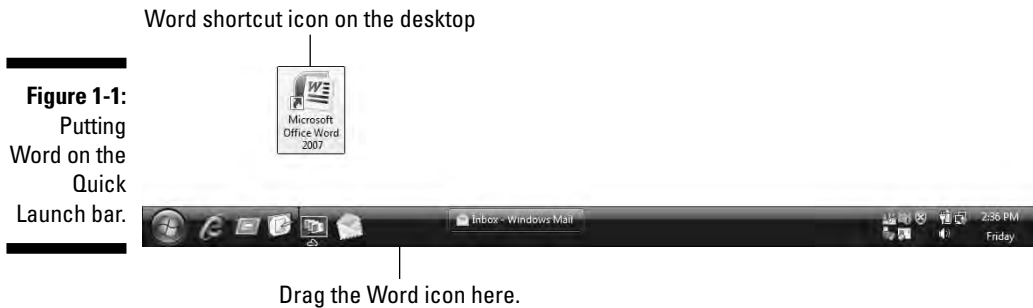 Word shortcut icon on the desktop
Figure 1-1:
Putting
Word on the
Quick
Launch bar.
Microsoft
Office Word
2007
Inbox - Windows Mail
2:36 PM
Friday
Drag the Word icon here.